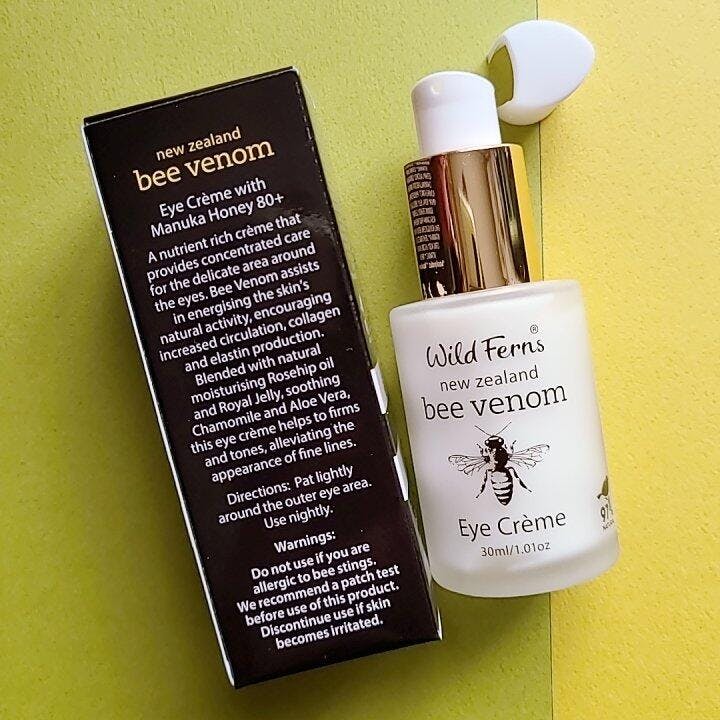 new zealand
bee venom
Eye Crème with
Manuka Honey 80+
A nutrient rich crème that
provides concentrated care
for the delicate area around
the eyes. Bee Venom assists
in energising the skin's
natural activity, encouraging
increased circulation, collagen
and elastin production.
Blended with natural
moisturising Rosehip oil
and Royal Jelly, soothing
Chamomile and Aloe Vera,
this eye crème helps to firms
and tones, alleviating the
appearance of fine lines.
Directions: Pat lightly
around the outer eye area.
Use nightly.
Warnings:
Do not use if you are
allergic to bee stings.
We recommend a patch test
before use of this product.
Discontinue use if skin
becomes irritated.
Wild Ferns®
new zealand
bee venom
Eye Crème
30ml/1.01oz